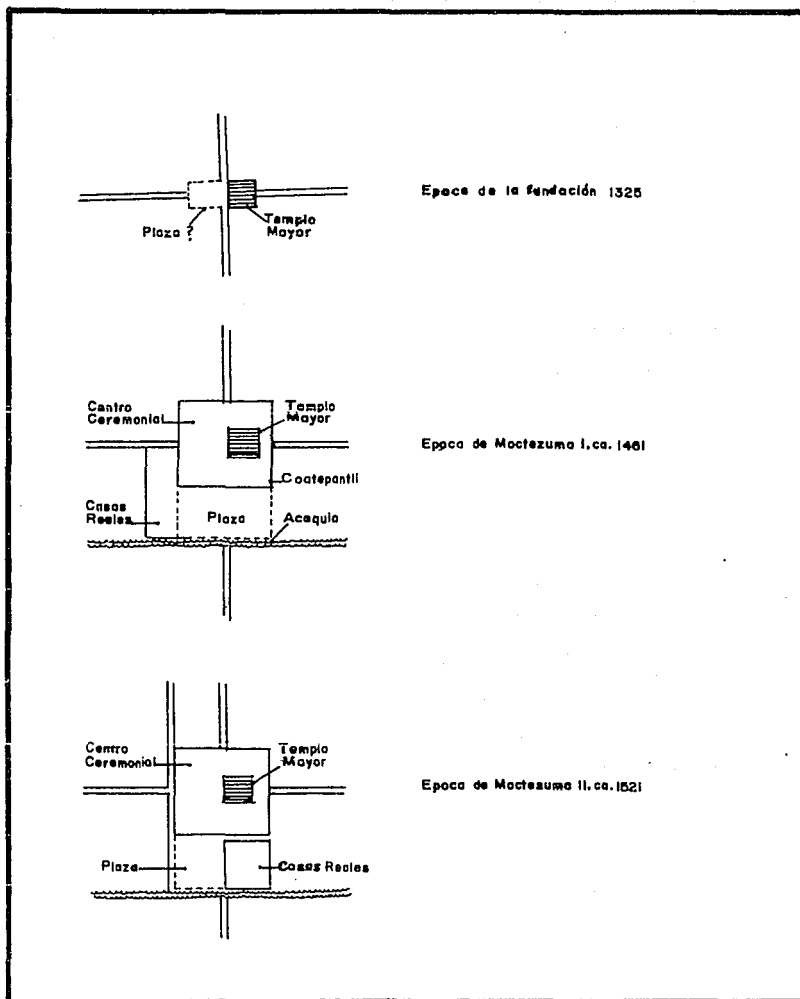 Epoca de la fundación 1325
Plaza ?
Templo
Mayor
Centro
Ceremonial
Templo
Mayor
Epoca de Moctezuma I, ca. 1461
Coatepantli
Casas
Reales
Plaza
Acequia
Centro
Ceremonial
Templo
Mayor
Epoca de Moctezuma II, ca. 1521
Plaza
Casas Reales